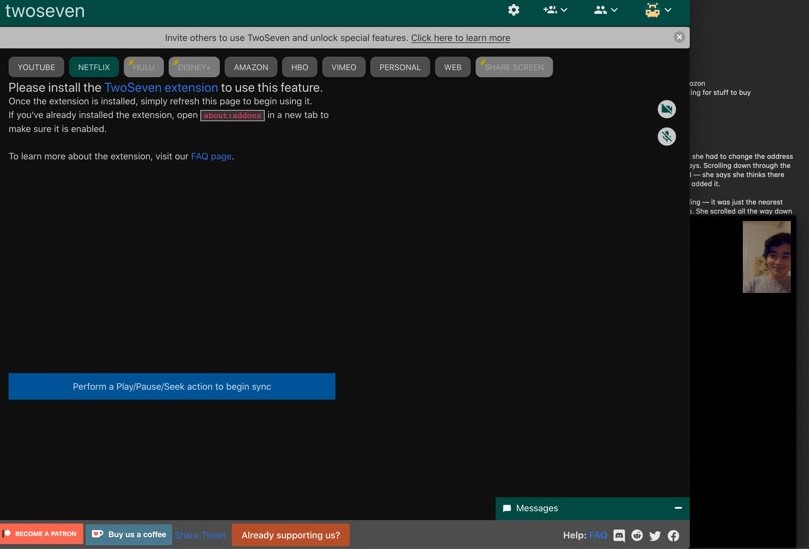 twoseven
Invite others to use TwoSeven and unlock special features. Click here to learn more
YOUTUBE NETFLIX HULU DISNEY+ AMAZON HBO VIMEO PERSONAL WEB SHARE SCREEN
Please install the TwoSeven extension to use this feature.
Once the extension is installed, simply refresh this page to begin using it.
If you've already installed the extension, open about:addons in a new tab to
make sure it is enabled.
To learn more about the extension, visit our FAQ page.
Perform a Play/Pause/Seek action to begin sync
Messages
BECOME A PATRON Buy us a coffee Share Tweet Already supporting us? Help: FAQ
for stuff to buy
she had to change the address
Scrolling down through the
— she says she thinks there
added it.
— it was just the nearest
She scrolled all the way down